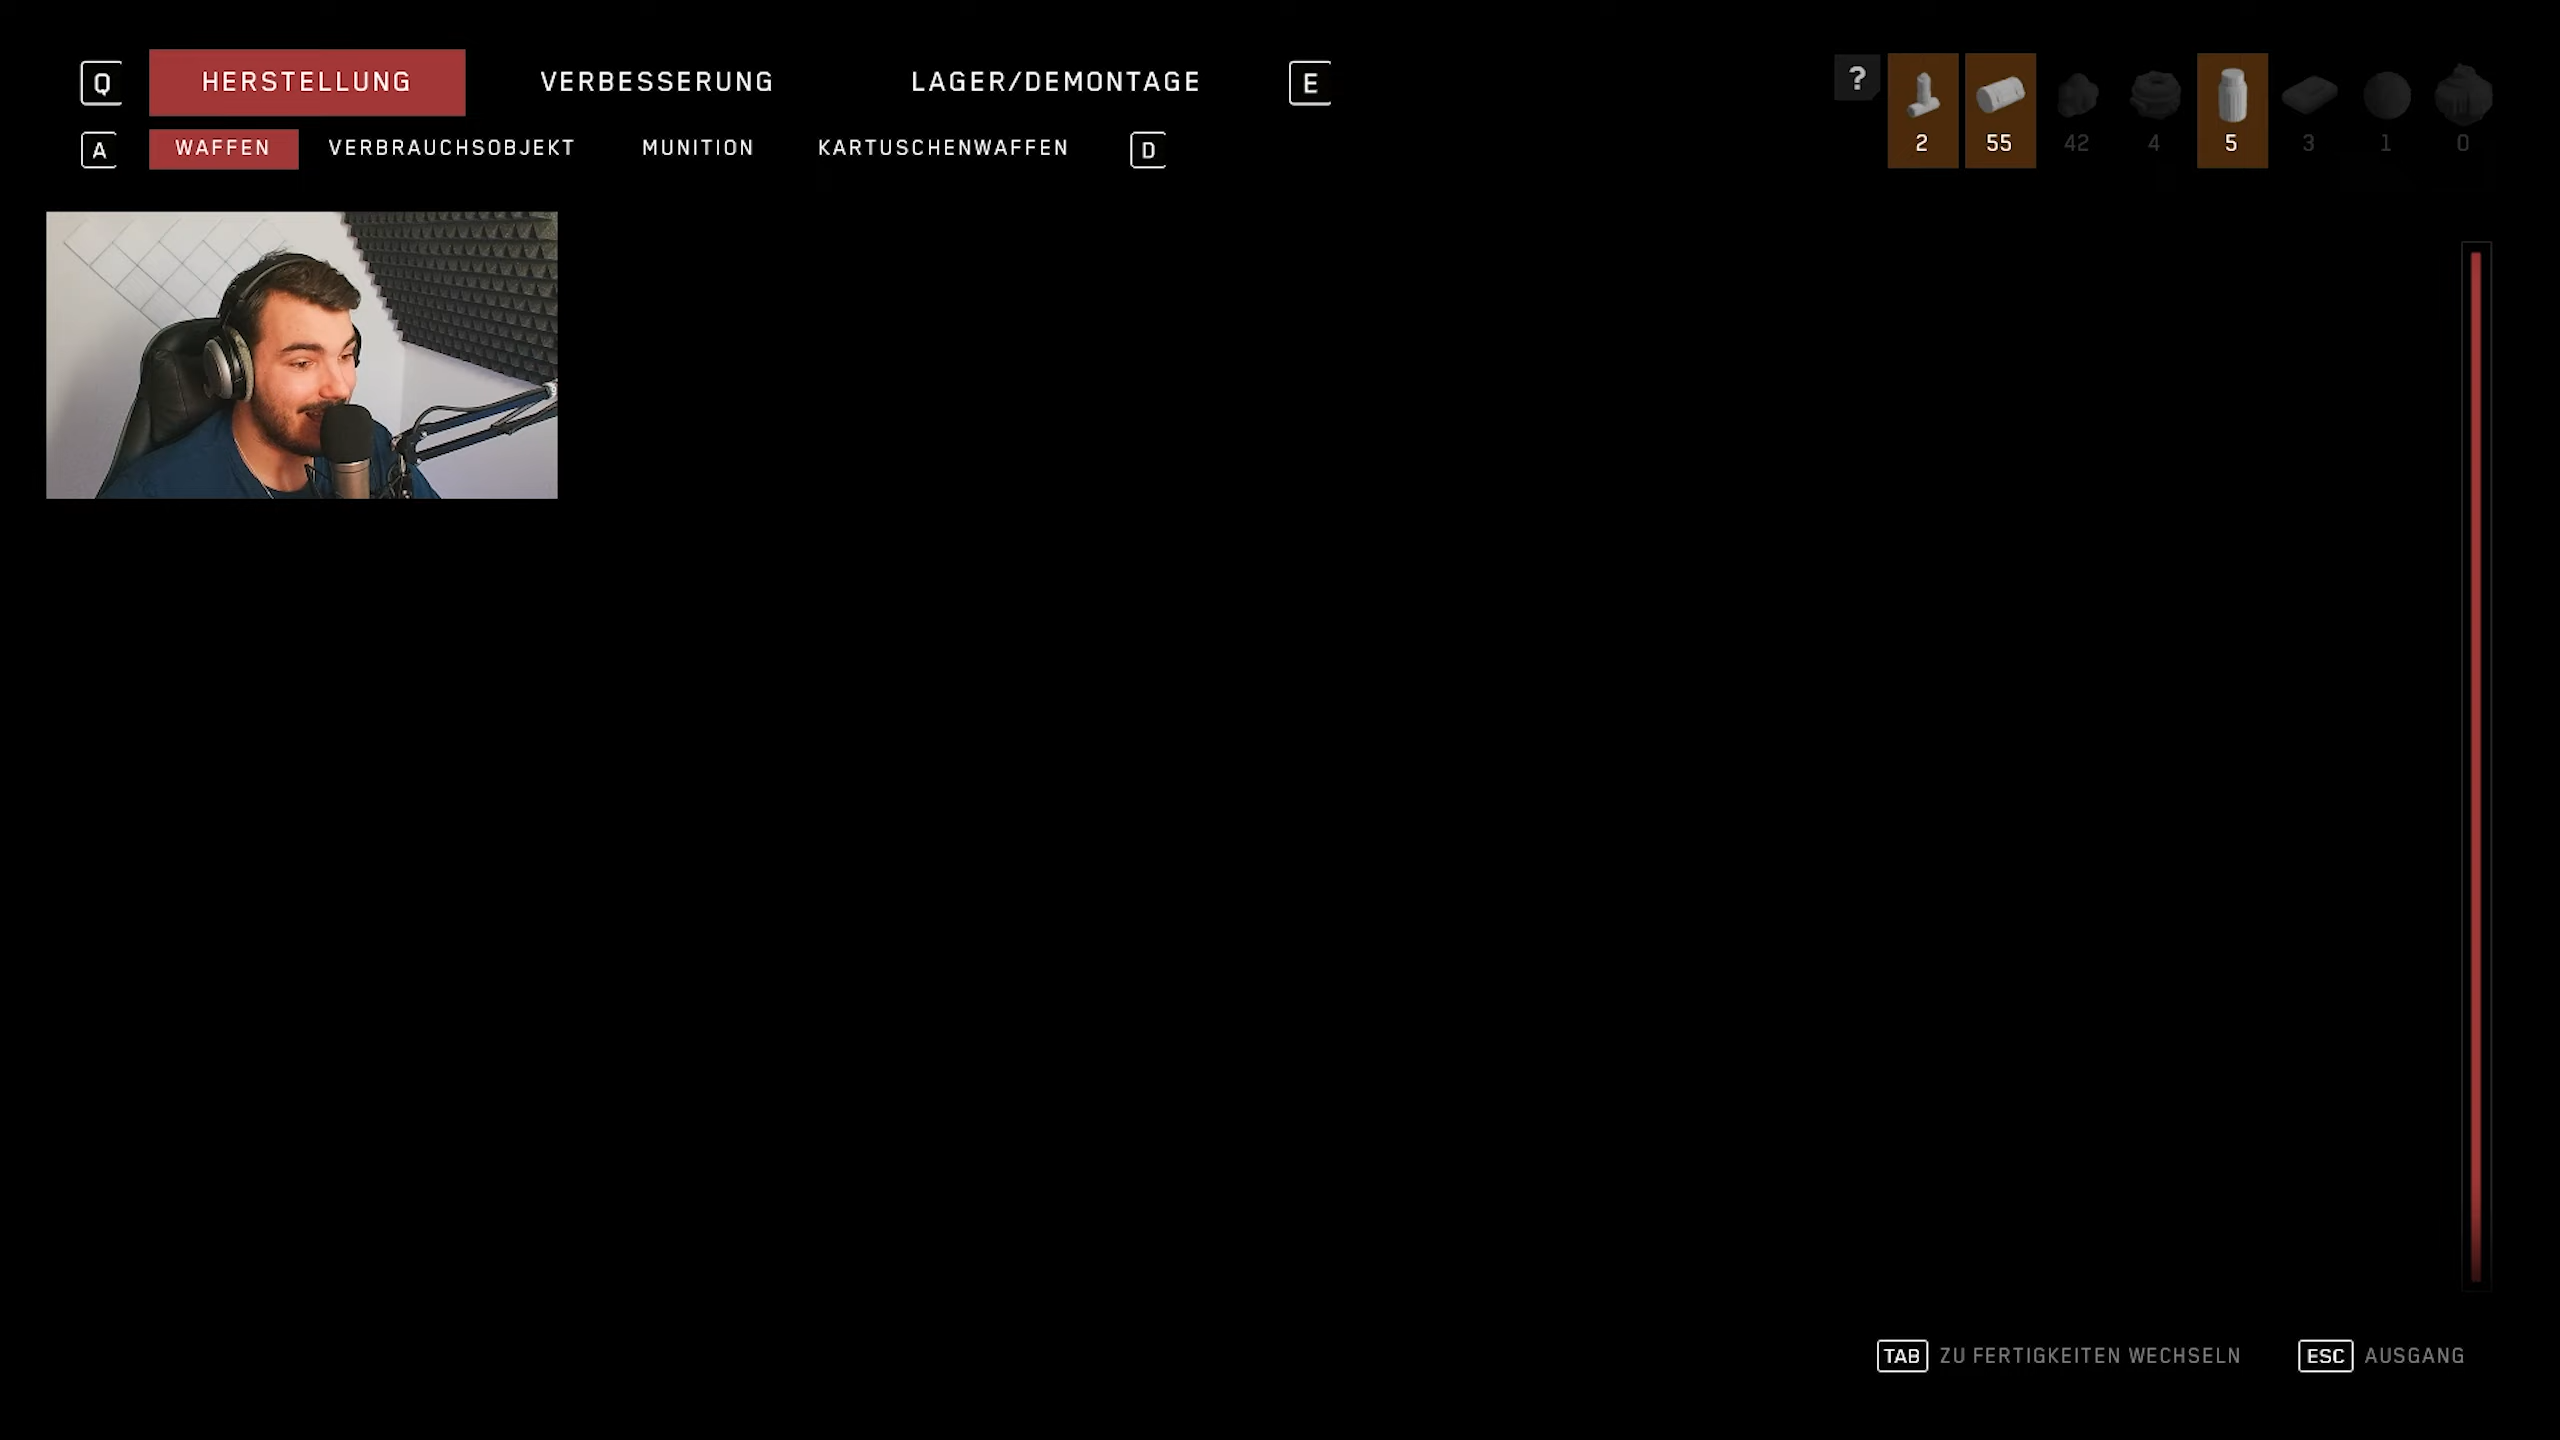 Q HERSTELLUNG VERBESSERUNG LAGER/DEMONTAGE E
A WAFFEN VERBRAUCHSOBJEKT MUNITION KARTUSCHENWAFFEN D
?
2 55 42 4 5 3 1 0
TAB ZU FERTIGKEITEN WECHSELN ESC AUSGANG